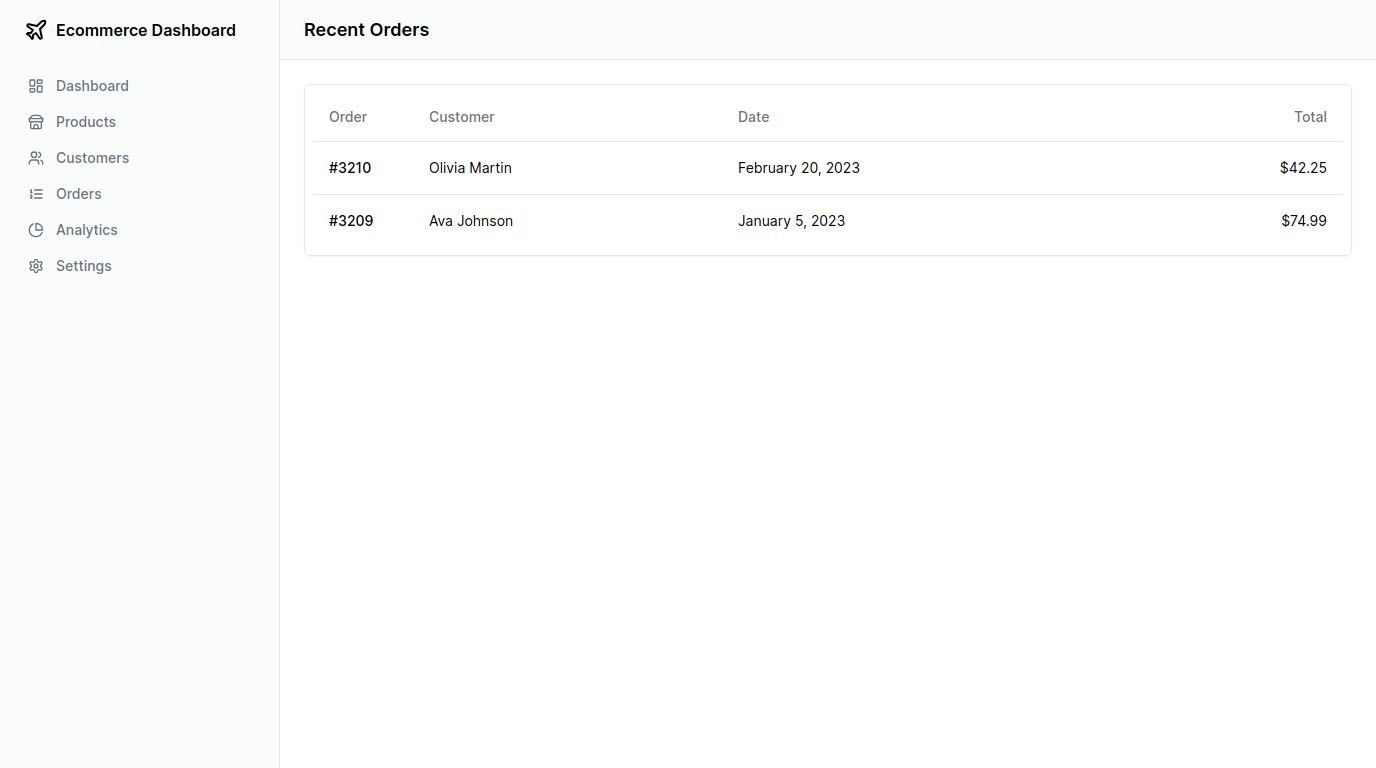 Ecommerce Dashboard
Dashboard
Products
Customers
Orders
Analytics
Settings
Recent Orders
Order Customer Date Total
#3210 Olivia Martin February 20, 2023 $42.25
#3209 Ava Johnson January 5, 2023 $74.99